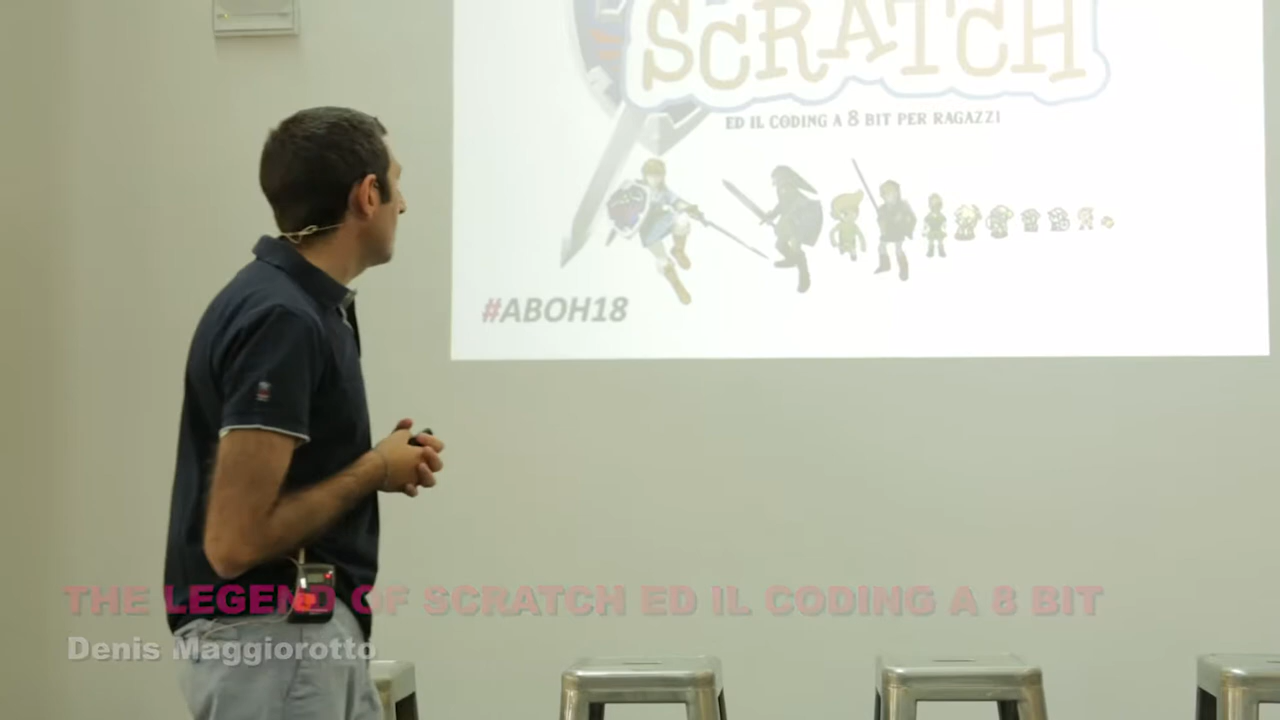 SCRATCH
ED IL CODING A 8 BIT PER RAGAZZI
#ABOH18
THE LEGEND OF SCRATCH ED IL CODING A 8 BIT
Denis Maggiorotto